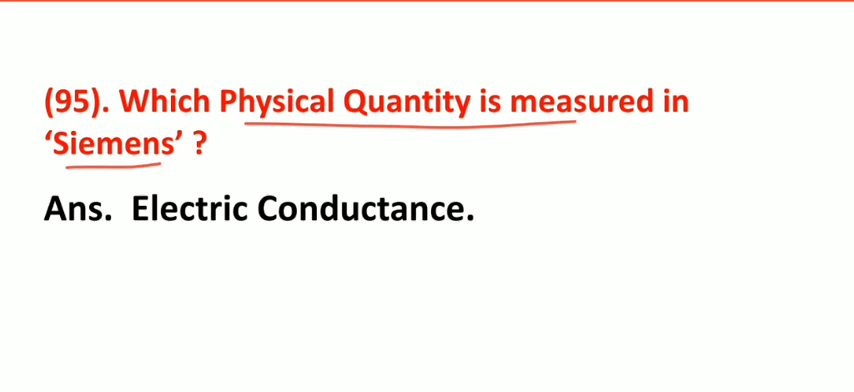 (95). Which Physical Quantity is measured in
‘Siemens’ ?
Ans.  Electric Conductance.